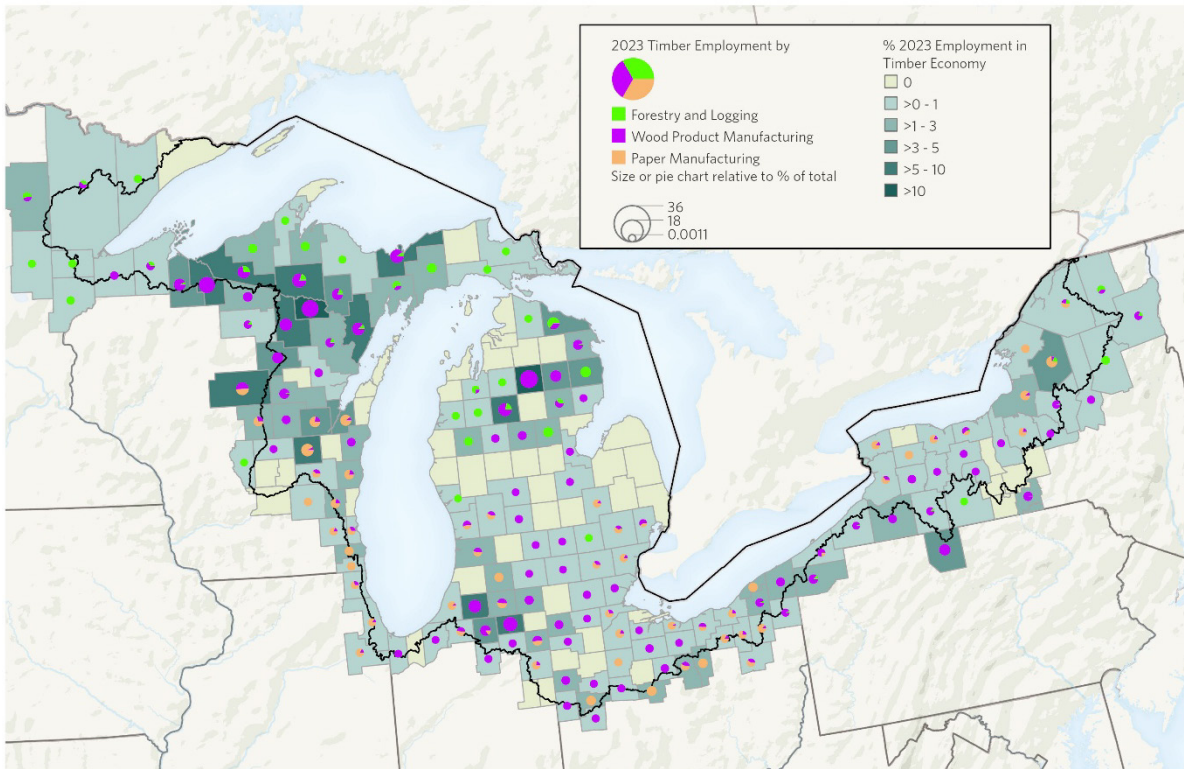 2023 Timber Employment by
Forestry and Logging
Wood Product Manufacturing
Paper Manufacturing
Size or pie chart relative to % of total
36
18
0.0011
% 2023 Employment in
Timber Economy
0
>0 - 1
>1 - 3
>3 - 5
>5 - 10
>10